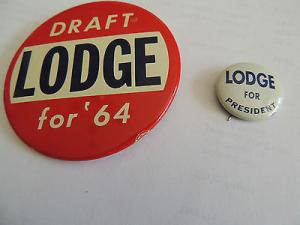 DRAFT
LODGE
for '64
LODGE
FOR
PRESIDENT